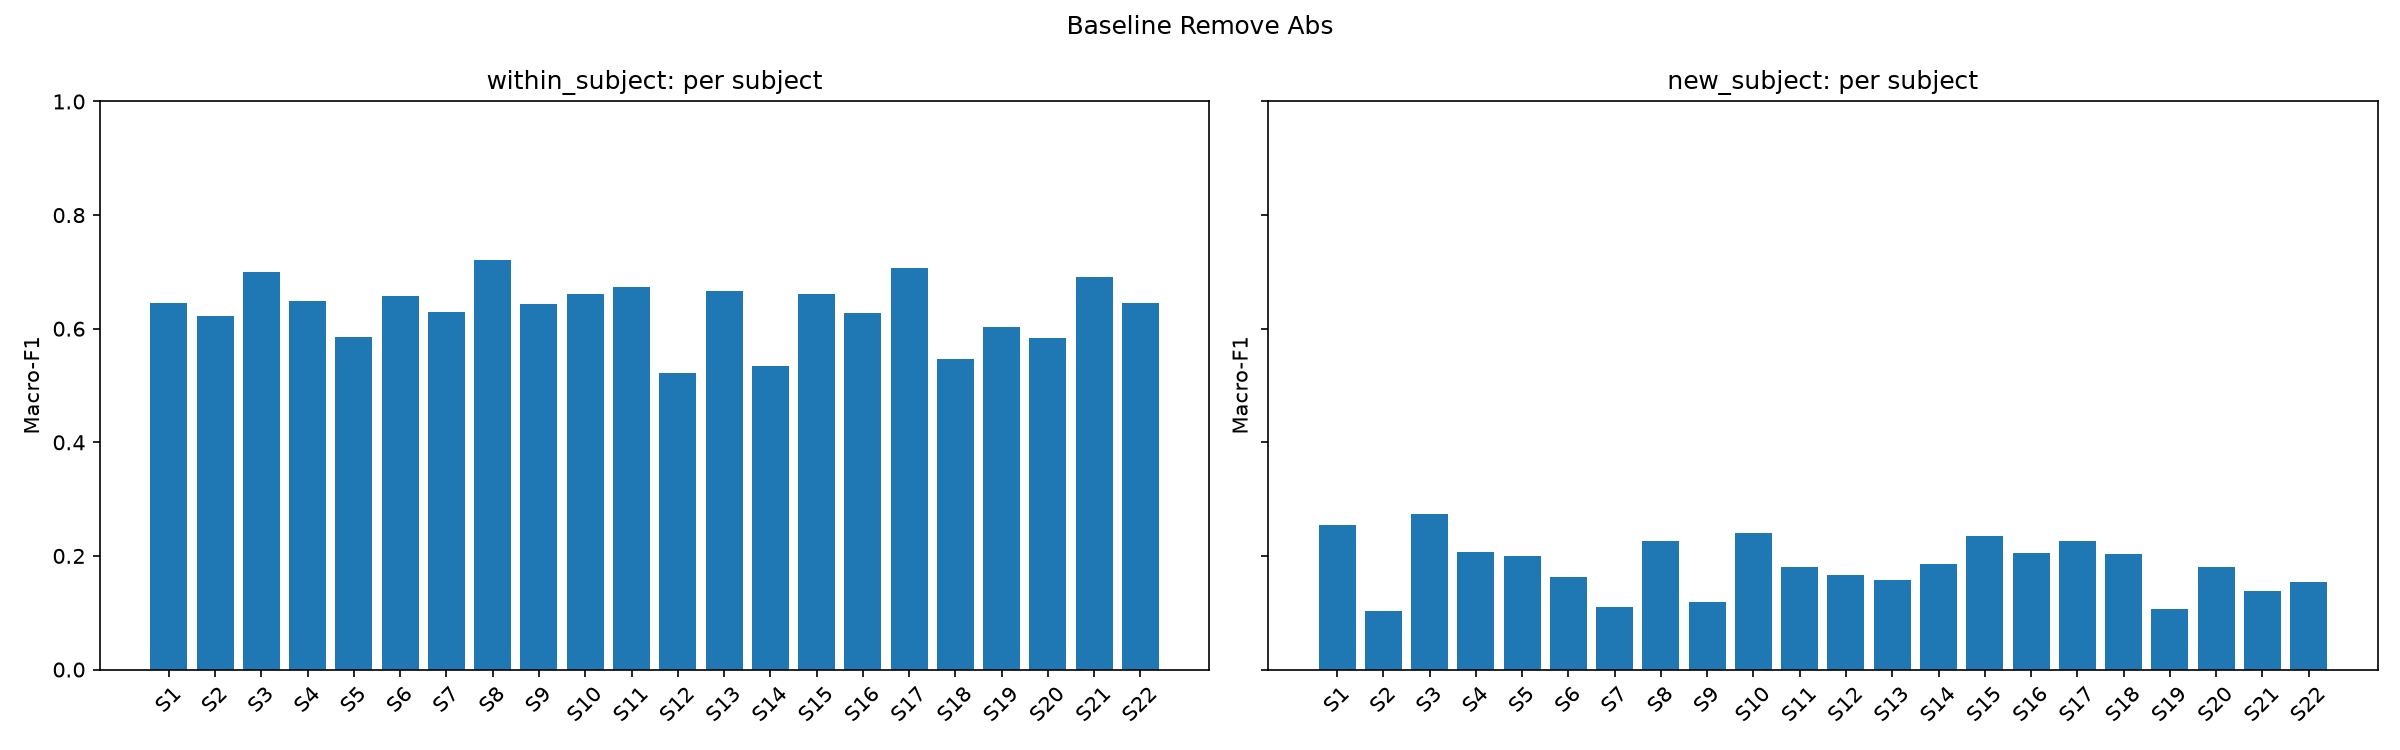 Baseline Remove Abs
within_subject: per subject
Macro-F1
1.0
0.8
0.6
0.4
0.2
0.0
S1 S2 S3 S4 S5 S6 S7 S8 S9 S10 S11 S12 S13 S14 S15 S16 S17 S18 S19 S20 S21 S22
new_subject: per subject
Macro-F1
S1 S2 S3 S4 S5 S6 S7 S8 S9 S10 S11 S12 S13 S14 S15 S16 S17 S18 S19 S20 S21 S22